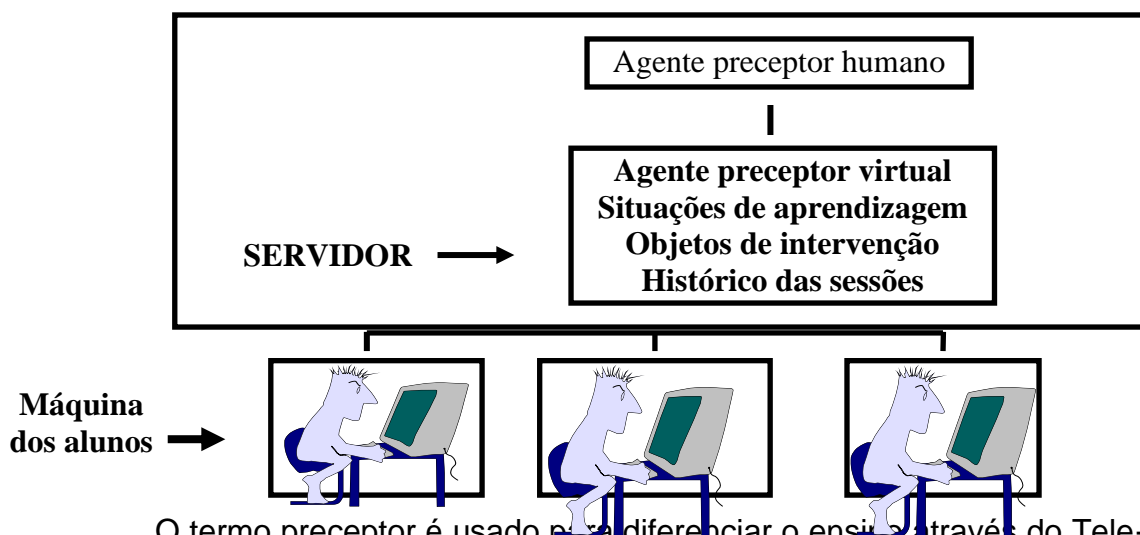 Agente preceptor humano
Agente preceptor virtual
Situações de aprendizagem
Objetos de intervenção
Histórico das sessões
SERVIDOR
Máquina
dos alunos
O termo preceptor é usado para diferenciar o ensino através do Tele-